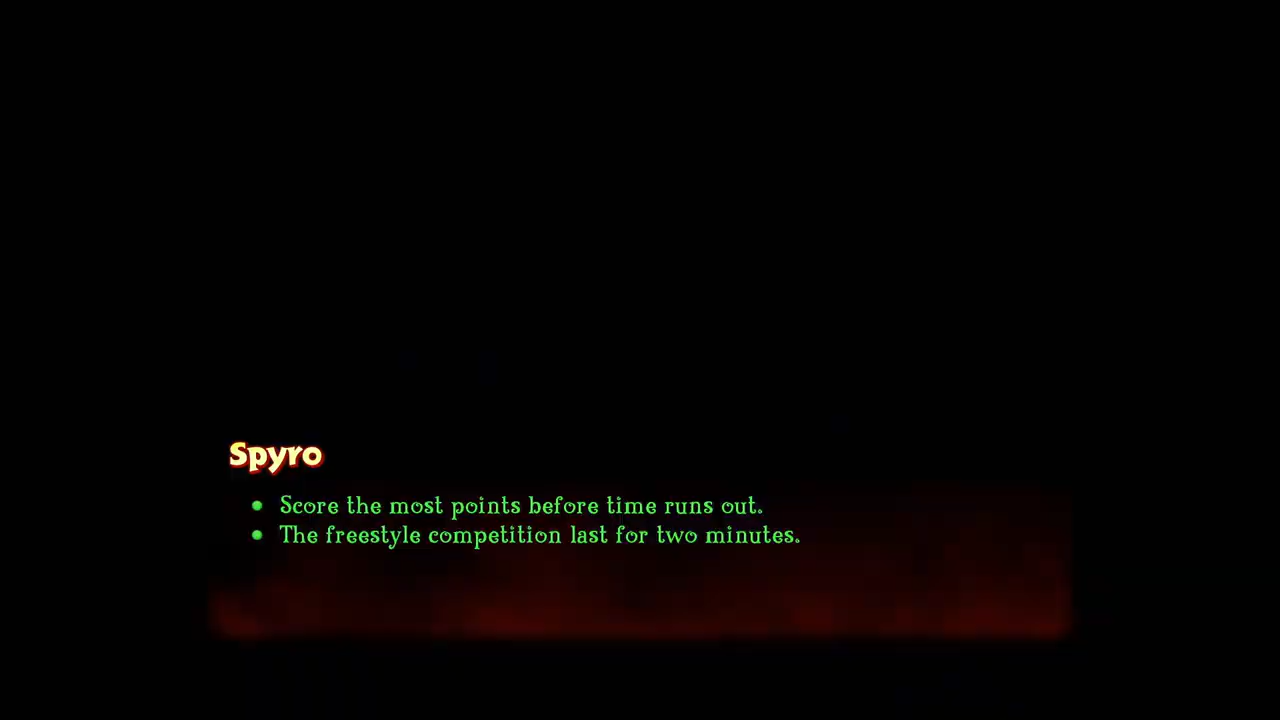 Spyro
• Score the most points before time runs out.
• The freestyle competition last for two minutes.